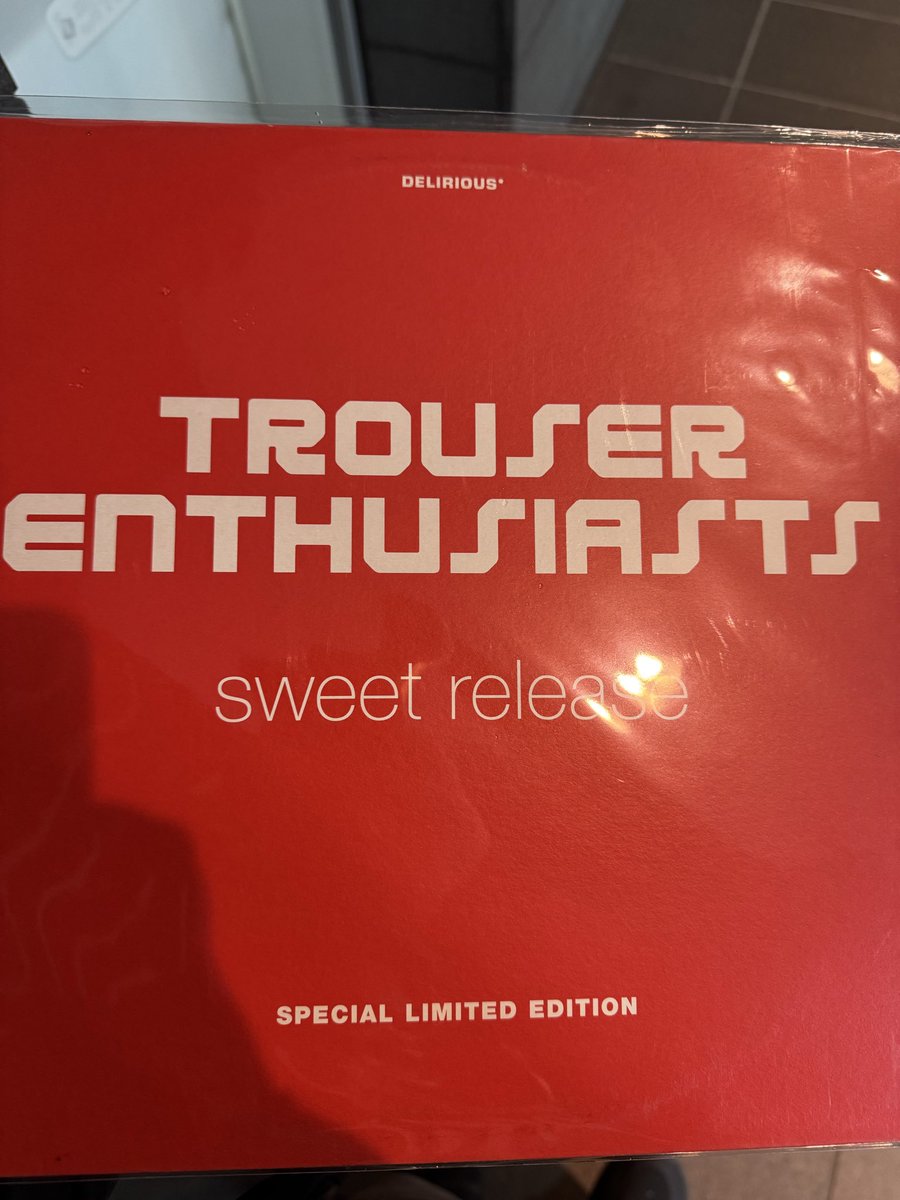 DELIRIOUS*
TROUSER
ENTHUSIASTS
sweet release
SPECIAL LIMITED EDITION